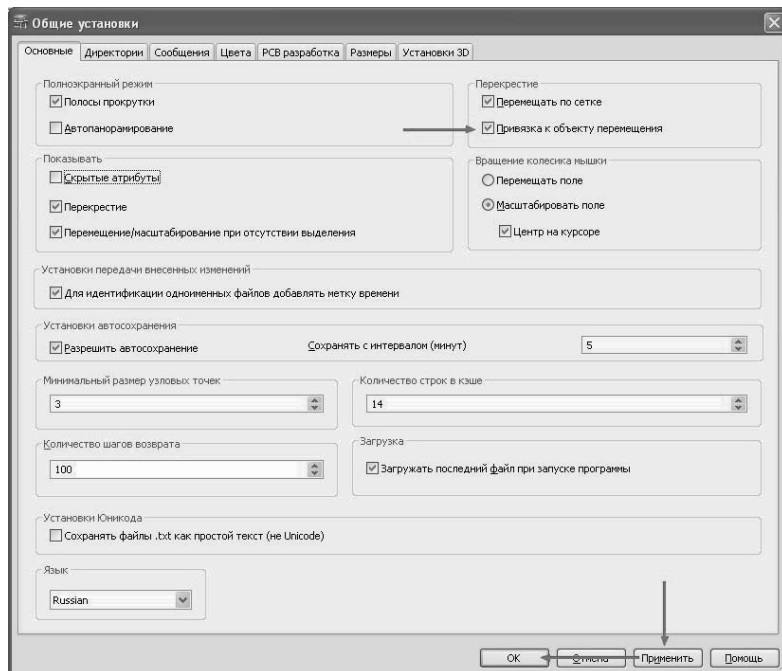 Общие установки
Основные Директории Сообщения Цвета PCB разработка Размеры Установки 3D
Полноэкранный режим
Полосы прокрутки
Автопанорамирование
Перекрестие
Перемещать по сетке
Привязка к объекту перемещения
Показывать
Скрытые атрибуты
Перекрестие
Перемещение/масштабирование при отсутствии выделения
Вращение колесика мышки
Перемещать поле
Масштабировать поле
Центр на курсоре
Установки передачи внесенных изменений
Для идентификации одноименных файлов добавлять метку времени
Установки автосохранения
Разрешить автосохранение Сохранять с интервалом (минут) 5
Минимальный размер узловых точек
3
Количество строк в кэше
14
Количество шагов возврата
100
Загрузка
Загружать последний файл при запуске программы
Установки Юникода
Сохранять файлы .txt как простой текст (не Unicode)
Язык
Russian
OK Отмена Применить Помощь